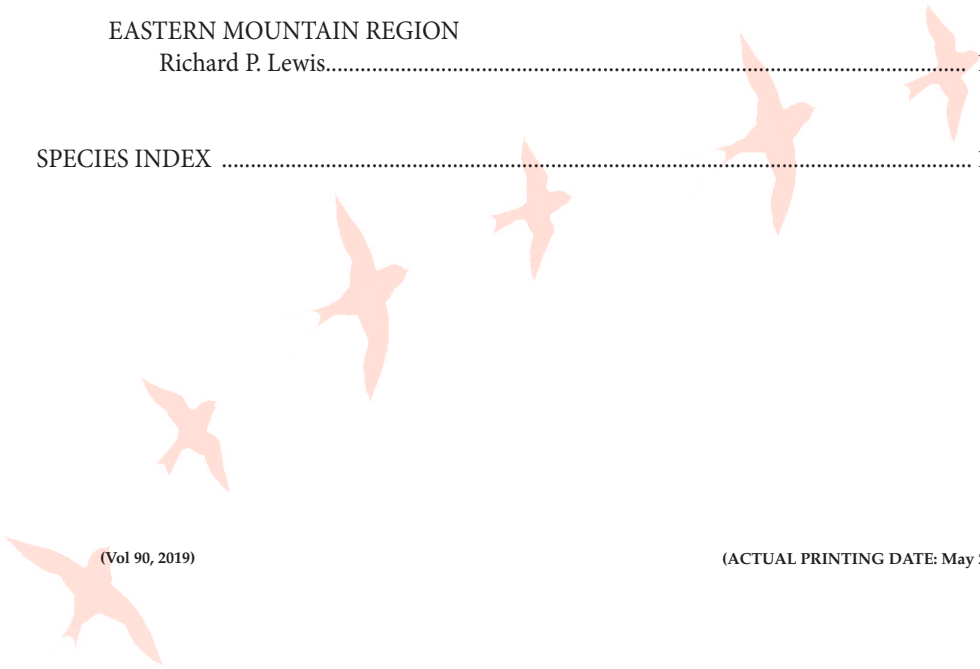 EASTERN MOUNTAIN REGION
Richard P. Lewis..............................................................................................................
SPECIES INDEX ..................................................................................................................................
(Vol 90, 2019)
(ACTUAL PRINTING DATE: May